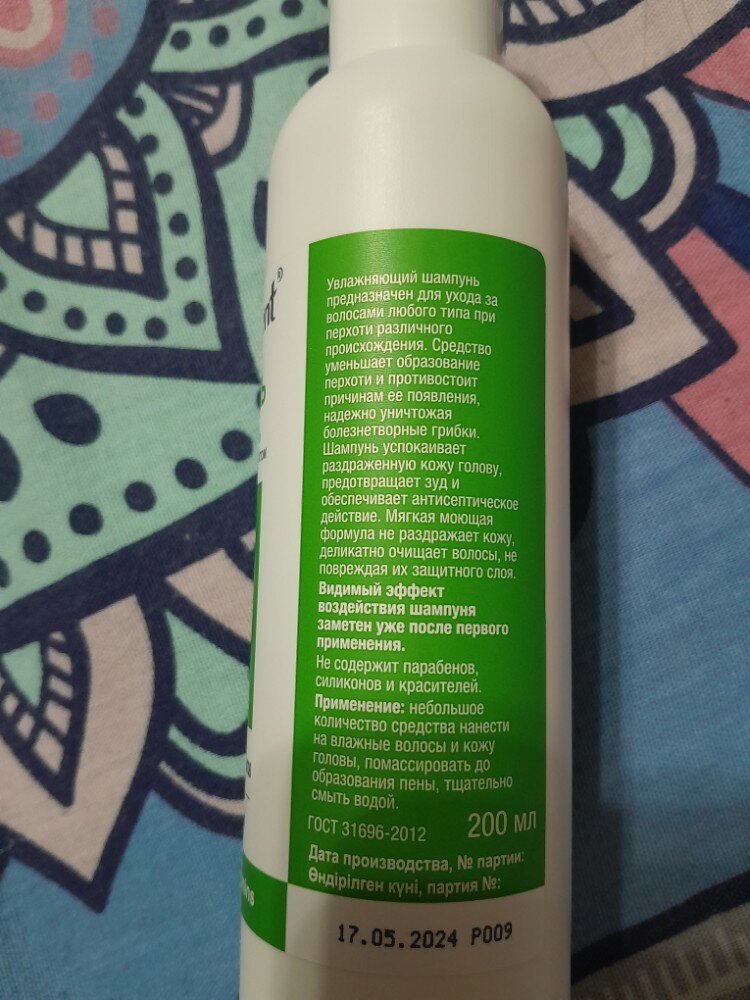 Увлажняющий шампунь
предназначен для ухода за
волосами любого типа при
перхоти различного
происхождения. Средство
уменьшает образование
перхоти и противостоит
причинам ее появления,
надежно уничтожая
болезнетворные грибки.
Шампунь успокаивает
раздраженную кожу голову,
предотвращает зуд и
обеспечивает антисептическое
действие. Мягкая моющая
формула не раздражает кожу,
деликатно очищает волосы, не
повреждая их защитного слоя.
Видимый эффект
воздействия шампуня
заметен уже после первого
применения.
Не содержит парабенов,
силиконов и красителей.
Применение: небольшое
количество средства нанести
на влажные волосы и кожу
головы, помассировать до
образования пены, тщательно
смыть водой.
ГОСТ 31696-2012 200 мл
Дата производства, № партии:
Өндірілген күні, партия №:
17.05.2024 P009